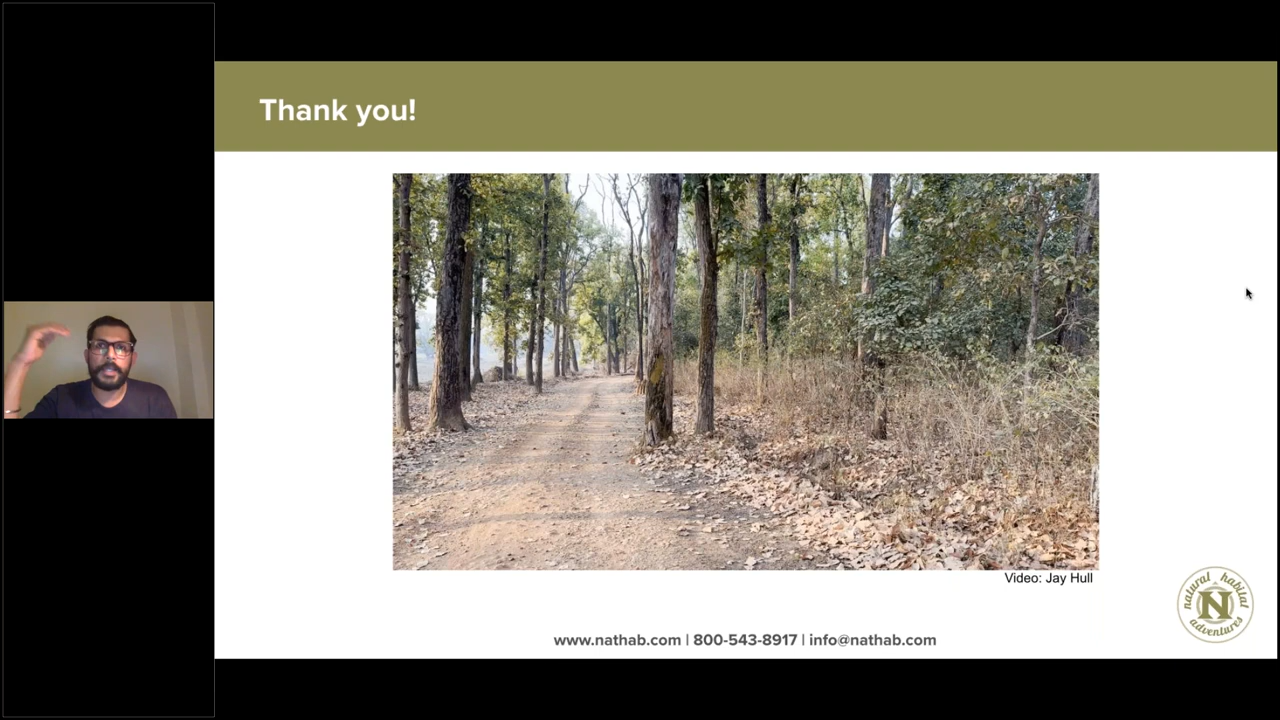 Thank you!
Video: Jay Hull
www.nathab.com | 800-543-8917 | info@nathab.com
natural habitat
N
adventures